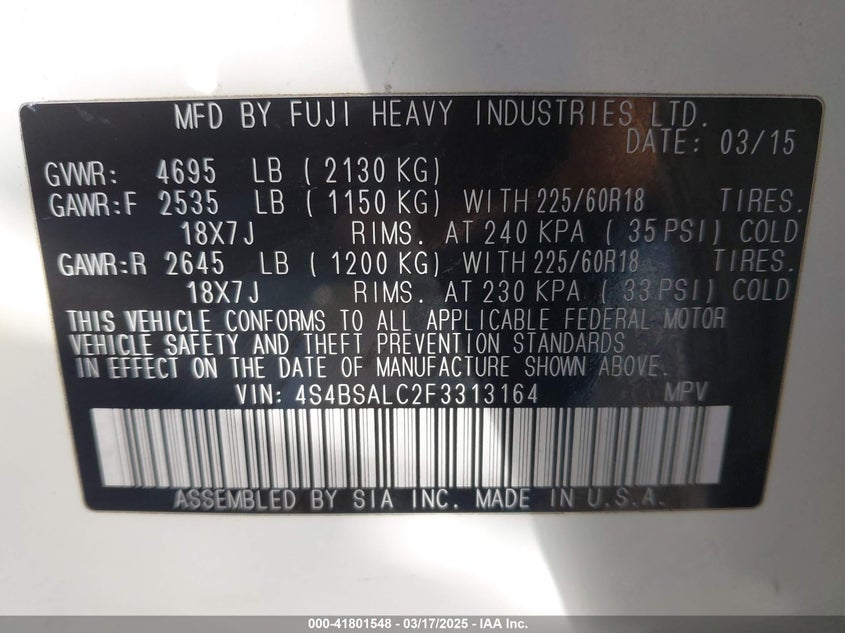 MFD BY FUJI HEAVY INDUSTRIES LTD.
DATE: 03/15
GVWR: 4695 LB ( 2130 KG)
GAWR:F 2535 LB ( 1150 KG) WITH 225/60R18 TIRES.
18X7J RIMS. AT 240 KPA ( 35 PSI) COLD
GAWR:R 2645 LB ( 1200 KG) WITH 225/60R18 TIRES.
18X7J RIMS. AT 230 KPA ( 33 PSI) COLD
THIS VEHICLE CONFORMS TO ALL APPLICABLE FEDERAL MOTOR
VEHICLE SAFETY AND THEFT PREVENTION STANDARDS
IN EFFECT ON THE DATE OF MANUFACTURE SHOWN ABOVE.
VIN: 4S4BSALC2F3313164 MPV
ASSEMBLED BY SIA INC. MADE IN U.S.A.
000-41801548 - 03/17/2025 - IAA Inc.